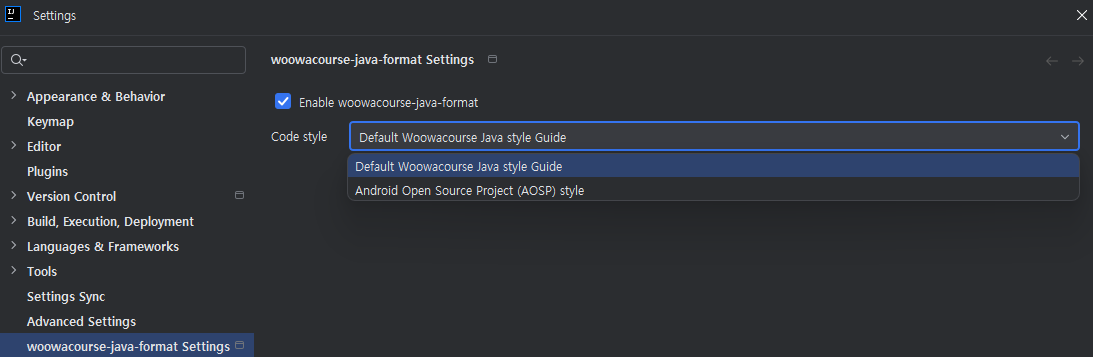 Settings
Appearance & Behavior
Keymap
Editor
Plugins
Version Control
Build, Execution, Deployment
Languages & Frameworks
Tools
Settings Sync
Advanced Settings
woowacourse-java-format Settings
woowacourse-java-format Settings
Enable woowacourse-java-format
Code style
Default Woowacourse Java style Guide
Default Woowacourse Java style Guide
Android Open Source Project (AOSP) style